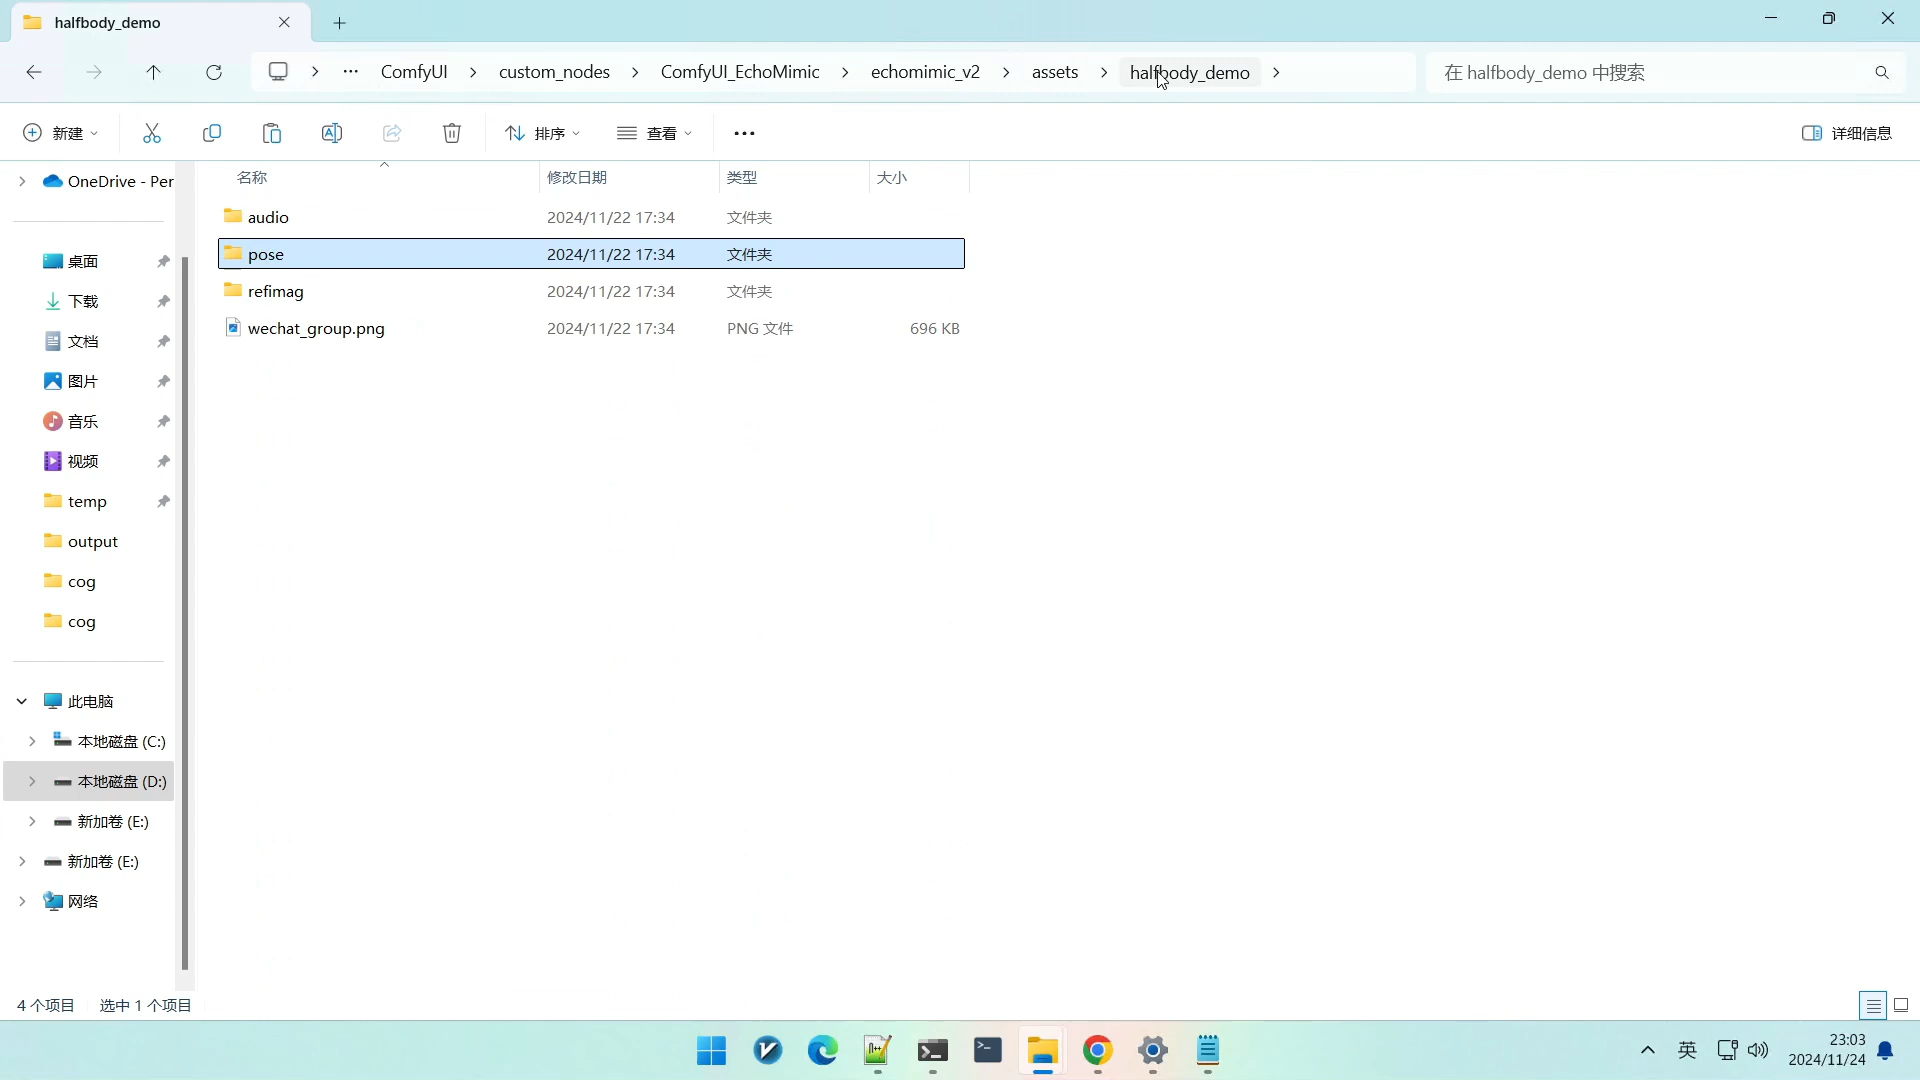 halfbody_demo
ComfyUI
custom_nodes
ComfyUI_EchoMimic
echomimic_v2
assets
halfbody_demo
在 halfbody_demo 中搜索
新建
排序
查看
详细信息
OneDrive - Per
名称
修改日期
类型
大小
audio 2024/11/22 17:34 文件夹
pose 2024/11/22 17:34 文件夹
refimag 2024/11/22 17:34 文件夹
wechat_group.png 2024/11/22 17:34 PNG 文件 696 KB
桌面
下载
文档
图片
音乐
视频
temp
output
cog
cog
此电脑
本地磁盘 (C:)
本地磁盘 (D:)
新加卷 (E:)
新加卷 (E:)
网络
4 个项目
选中 1 个项目
英
23:03
2024/11/24